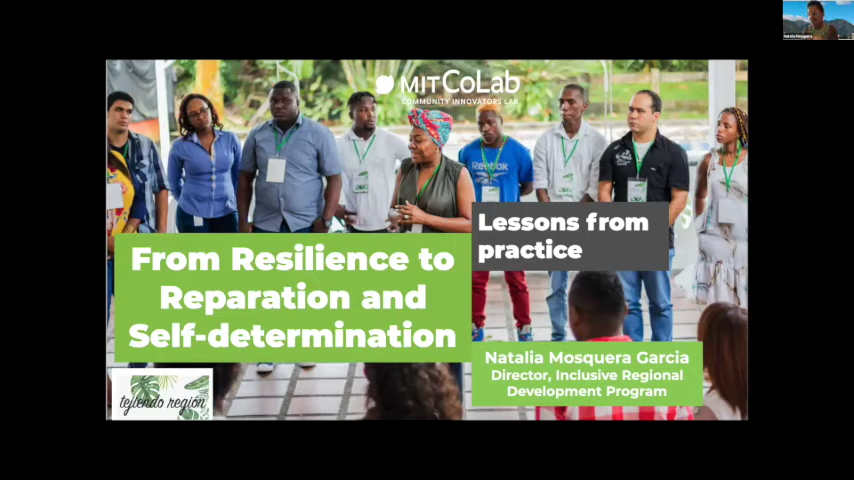 MIT CoLab
COMMUNITY INNOVATORS LAB
Reebok
Lessons from
practice
From Resilience to
Reparation and
Self-determination
Natalia Mosquera Garcia
Director, Inclusive Regional
Development Program
tejiendo región